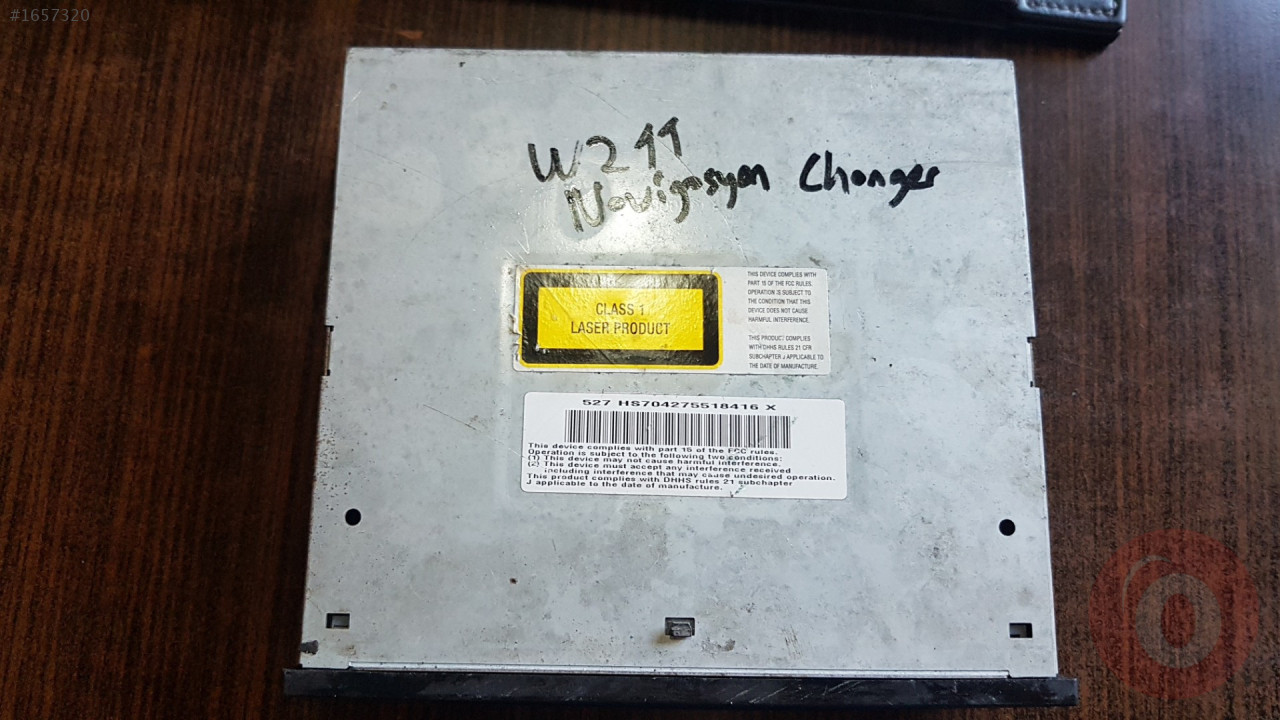 #1657320
W211
Navigasyon Changer
CLASS 1
LASER PRODUCT
THIS DEVICE COMPLIES WITH
PART 15 OF THE FCC RULES.
OPERATION IS SUBJECT TO
THE CONDITION THAT THIS
DEVICE DOES NOT CAUSE
HARMFUL INTERFERENCE.
THIS PRODUCT COMPLIES
WITH DHHS RULES 21 CFR
SUBCHAPTER J APPLICABLE TO
THE DATE OF MANUFACTURE.
527 HS704275518416 X
This device complies with part 15 of the FCC rules.
Operation is subject to the following two conditions:
(1) This device may not cause harmful interference.
(2) This device must accept any interference received
including interference that may cause undesired operation.
This product complies with DHHS rules 21 subchapter
J applicable to the date of manufacture.